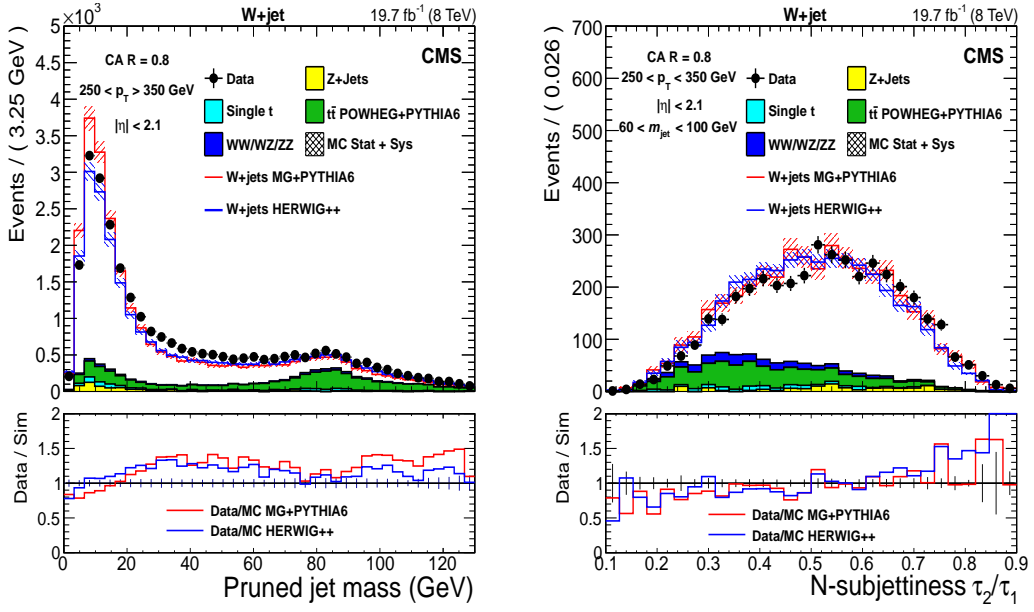 ×10³
W+jet
19.7 fb⁻¹ (8 TeV)
Events / ( 3.25 GeV )
5
4.5
4
3.5
3
2.5
2
1.5
1
0.5
0
CA R = 0.8
250 < p_T > 350 GeV
|η| < 2.1
CMS
Data
Z+Jets
Single t
tt̄ POWHEG+PYTHIA6
WW/WZ/ZZ
MC Stat + Sys
W+jets MG+PYTHIA6
W+jets HERWIG++
Data / Sim
2
1.5
1
0.5
0
Data/MC MG+PYTHIA6
Data/MC HERWIG++
0 20 40 60 80 100 120
Pruned jet mass (GeV)
W+jet
19.7 fb⁻¹ (8 TeV)
Events / ( 0.026 )
700
600
500
400
300
200
100
0
CA R = 0.8
250 < p_T < 350 GeV
|η| < 2.1
60 < m_jet < 100 GeV
CMS
Data
Z+Jets
Single t
tt̄ POWHEG+PYTHIA6
WW/WZ/ZZ
MC Stat + Sys
W+jets MG+PYTHIA6
W+jets HERWIG++
Data / Sim
2
1.5
1
0.5
0
Data/MC MG+PYTHIA6
Data/MC HERWIG++
0.1 0.2 0.3 0.4 0.5 0.6 0.7 0.8 0.9
N-subjettiness τ₂/τ₁